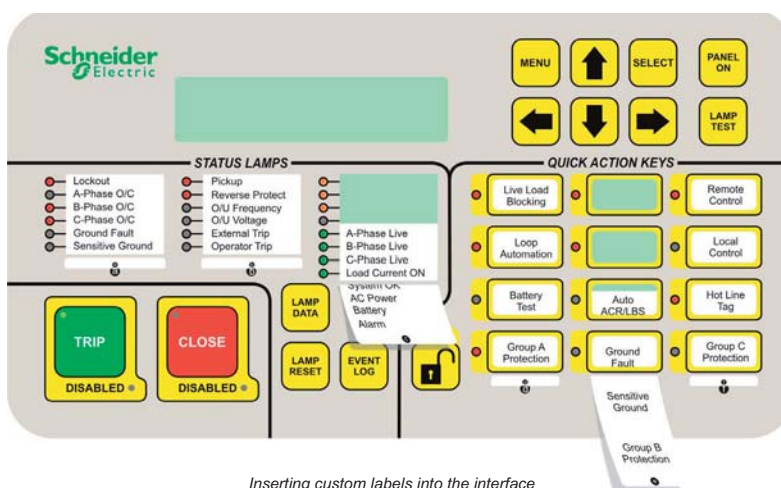 Schneider
Electric
MENU
SELECT
PANEL
ON
LAMP
TEST
STATUS LAMPS
QUICK ACTION KEYS
Lockout
A-Phase O/C
B-Phase O/C
C-Phase O/C
Ground Fault
Sensitive Ground
Pickup
Reverse Protect
O/U Frequency
O/U Voltage
External Trip
Operator Trip
A-Phase Live
B-Phase Live
C-Phase Live
Load Current ON
System OK
AC Power
Battery
Alarm
Live Load
Blocking
Remote
Control
Loop
Automation
Local
Control
Battery
Test
Auto
ACR/LBS
Hot Line
Tag
Group A
Protection
Ground
Fault
Group C
Protection
Sensitive
Ground
Group B
Protection
TRIP
DISABLED
CLOSE
DISABLED
LAMP
DATA
LAMP
RESET
EVENT
LOG
Inserting custom labels into the interface